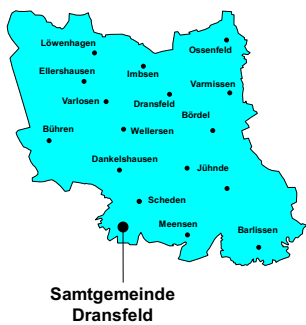 Löwenhagen
Ossenfeld
Ellershausen
Imbsen
Varmissen
Varlosen
Dransfeld
Bördel
Bühren
Wellersen
Dankelshausen
Jühnde
Scheden
Meensen
Barlissen
Samtgemeinde
Dransfeld